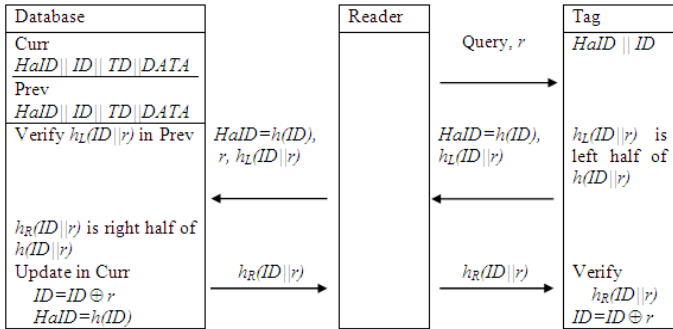 Database
Reader
Tag
Curr
HaID || ID || TD || DATA
Prev
HaID || ID || TD || DATA
Query, r
HaID || ID
Verify hL(ID||r) in Prev
HaID=h(ID),
r, hL(ID||r)
HaID=h(ID),
hL(ID||r)
hL(ID||r) is
left half of
h(ID||r)
hR(ID||r) is right half of
h(ID||r)
Update in Curr
ID=ID⊕r
HaID=h(ID)
hR(ID||r)
hR(ID||r)
Verify
hR(ID||r)
ID=ID⊕r